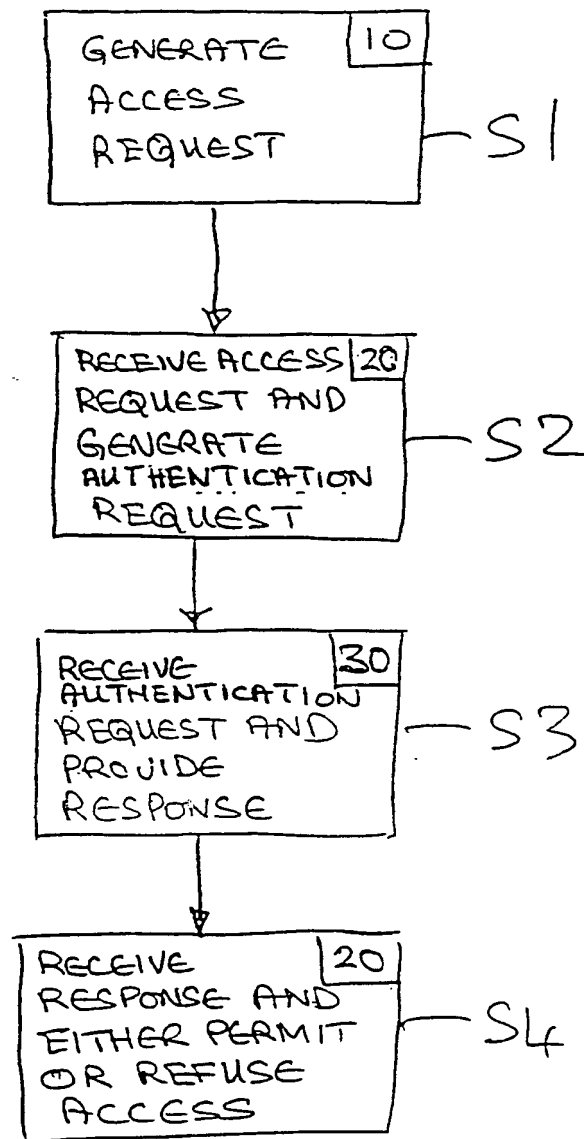 GENERATE 10
ACCESS
REQUEST
S1
RECEIVE ACCESS 20
REQUEST AND
GENERATE
AUTHENTICATION
REQUEST
S2
RECEIVE 30
AUTHENTICATION
REQUEST AND
PROVIDE
RESPONSE
S3
RECEIVE 20
RESPONSE AND
EITHER PERMIT
OR REFUSE
ACCESS
S4